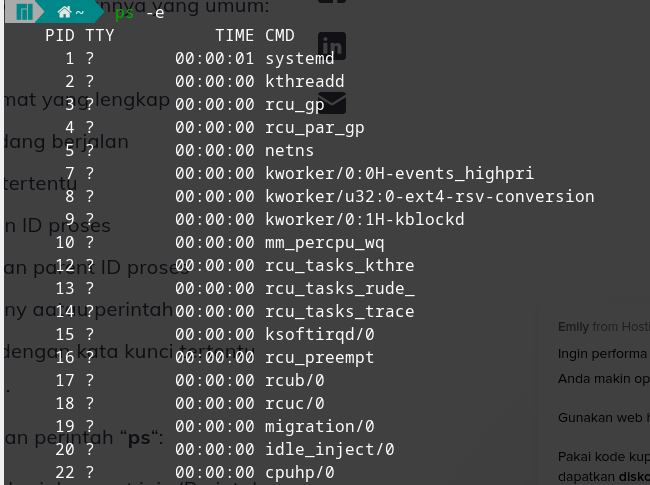 nnya yang umum:
~ ps -e
PID TTY TIME CMD
1 ? 00:00:01 systemd
2 ? 00:00:00 kthreadd
mat yang lengkap
3 ? 00:00:00 rcu_gp
4 ? 00:00:00 rcu_par_gp
dang berjalan
5 ? 00:00:00 netns
7 ? 00:00:00 kworker/0:0H-events_highpri
tertentu
8 ? 00:00:00 kworker/u32:0-ext4-rsv-conversion
9 ? 00:00:00 kworker/0:1H-kblockd
n ID proses
10 ? 00:00:00 mm_percpu_wq
12 ? 00:00:00 rcu_tasks_kthre
an parent ID proses
13 ? 00:00:00 rcu_tasks_rude_
14 ? 00:00:00 rcu_tasks_trace
ny aatau perintah
15 ? 00:00:00 ksoftirqd/0
16 ? 00:00:00 rcu_preempt
dengan kata kunci tertentu
17 ? 00:00:00 rcub/0
18 ? 00:00:00 rcuc/0
19 ? 00:00:00 migration/0
an perintah “ps“:
20 ? 00:00:00 idle_inject/0
22 ? 00:00:00 cpuhp/0
Emily from Hosti
Ingin performa
Anda makin op
Gunakan web h
Pakai kode kup
dapatkan disko